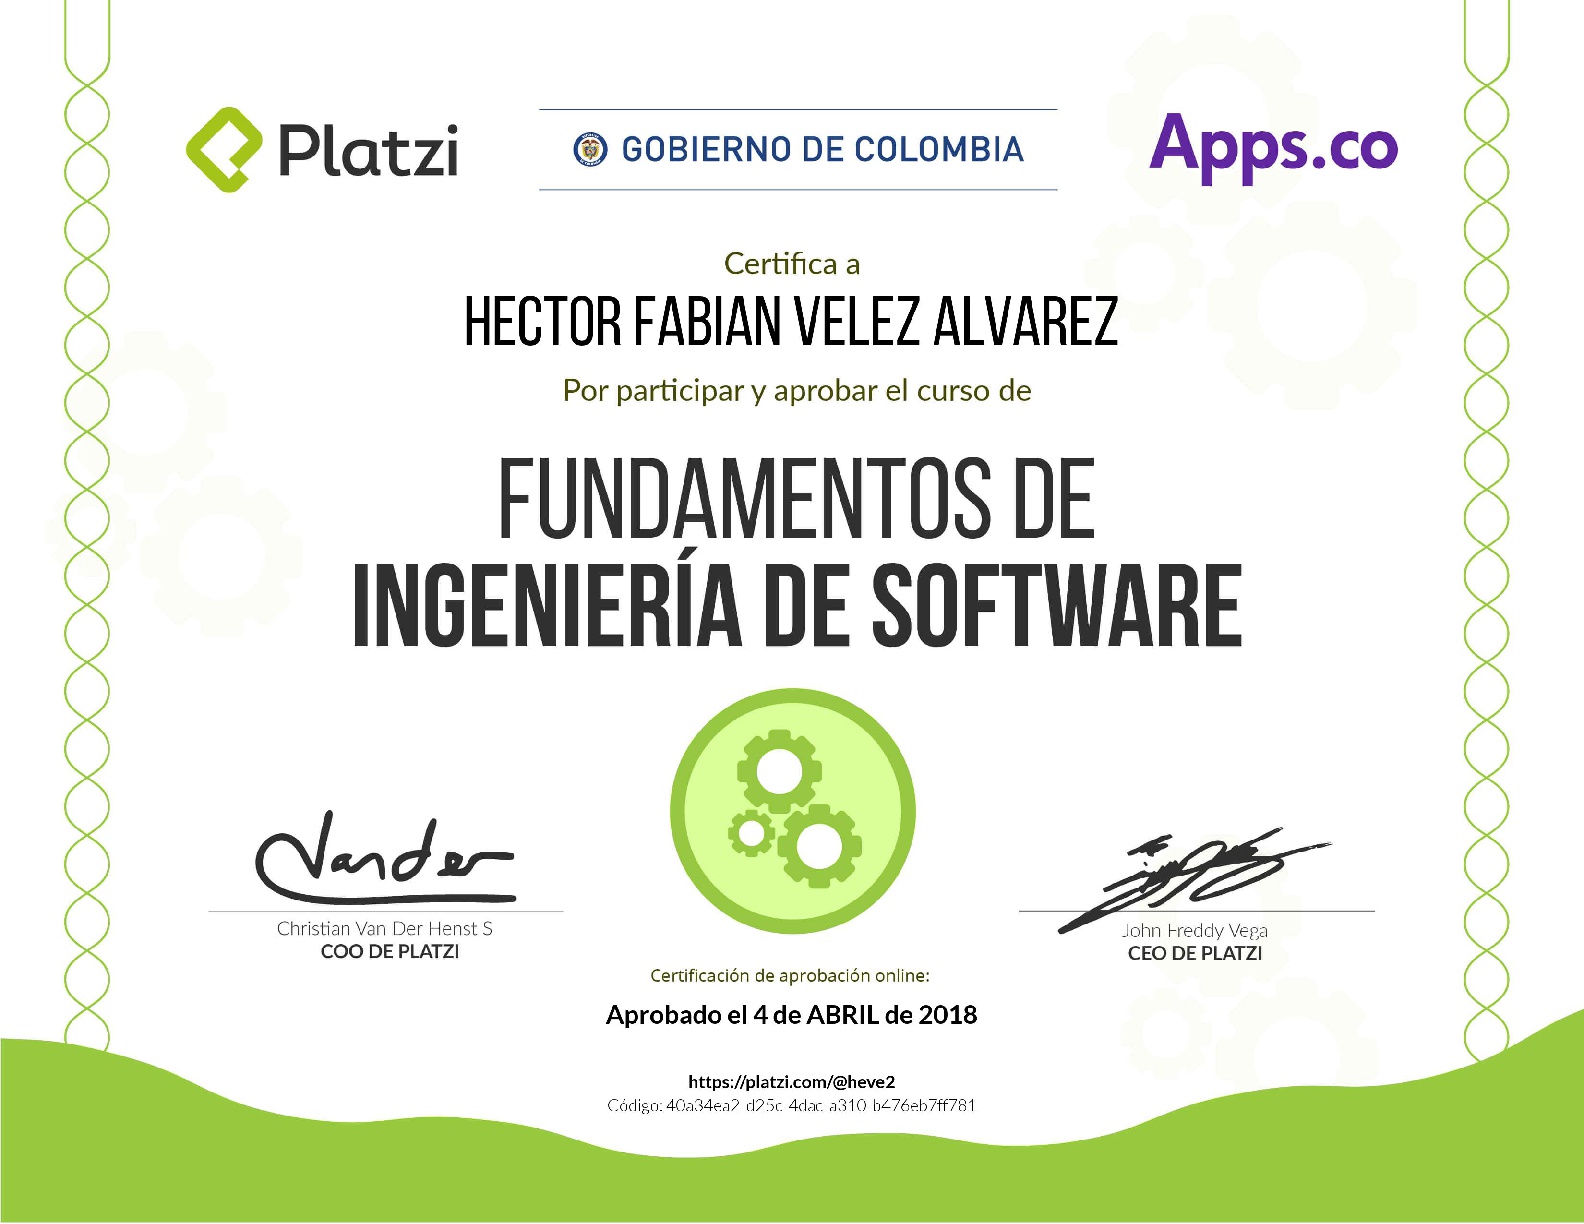 Platzi
GOBIERNO DE COLOMBIA
Apps.co
Certifica a
HECTOR FABIAN VELEZ ALVAREZ
Por participar y aprobar el curso de
FUNDAMENTOS DE
INGENIERÍA DE SOFTWARE
Vander
Christian Van Der Henst S
COO DE PLATZI
John Freddy Vega
CEO DE PLATZI
Certificación de aprobación online:
Aprobado el 4 de ABRIL de 2018
https://platzi.com/@heve2
Código: 40a34ea2-d25c-4dac-a310-b476eb7ff781